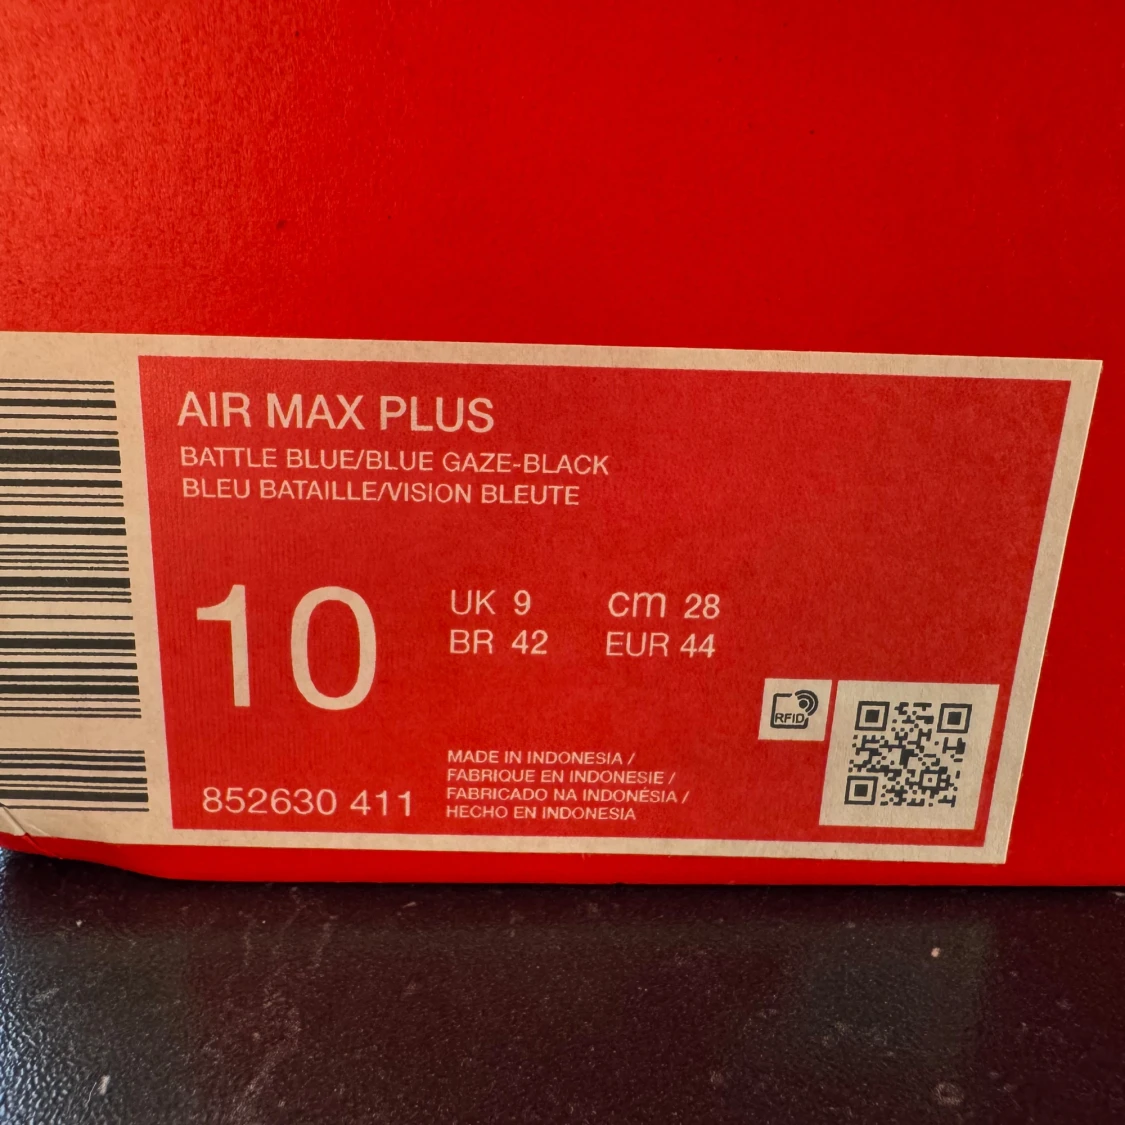 AIR MAX PLUS
BATTLE BLUE/BLUE GAZE-BLACK
BLEU BATAILLE/VISION BLEUTE
10
UK 9 cm 28
BR 42 EUR 44
RFID
852630 411
MADE IN INDONESIA /
FABRIQUE EN INDONESIE /
FABRICADO NA INDONÉSIA /
HECHO EN INDONESIA